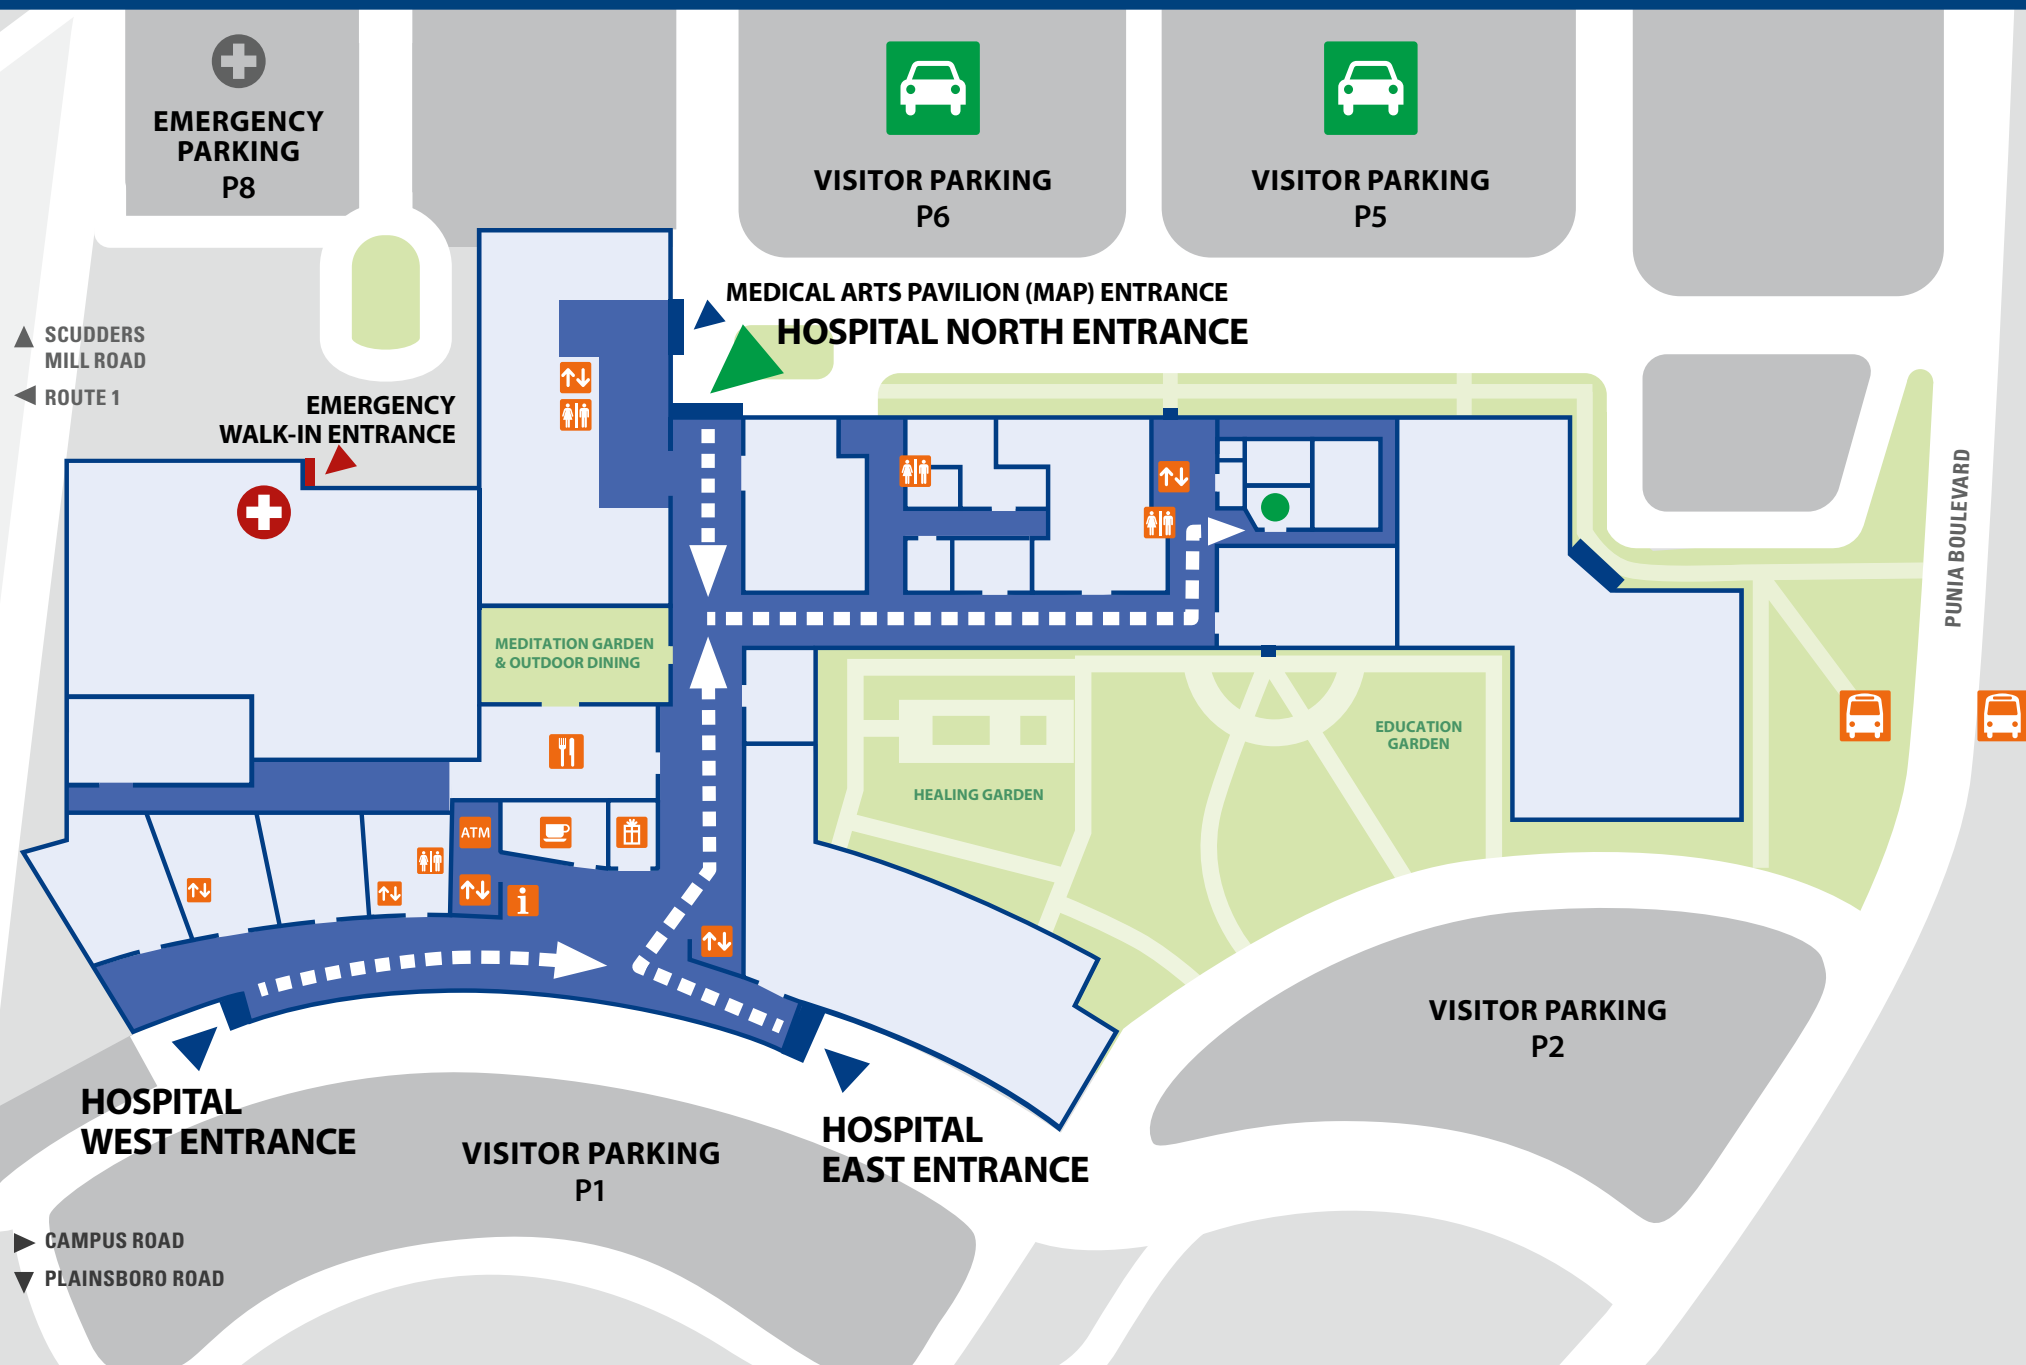 EMERGENCY
PARKING
P8
VISITOR PARKING
P6
VISITOR PARKING
P5
MEDICAL ARTS PAVILION (MAP) ENTRANCE
HOSPITAL NORTH ENTRANCE
SCUDDERS
MILL ROAD
ROUTE 1
EMERGENCY
WALK-IN ENTRANCE
PUNIA BOULEVARD
MEDITATION GARDEN
& OUTDOOR DINING
EDUCATION
GARDEN
HEALING GARDEN
ATM
i
VISITOR PARKING
P2
HOSPITAL
WEST ENTRANCE
VISITOR PARKING
P1
HOSPITAL
EAST ENTRANCE
CAMPUS ROAD
PLAINSBORO ROAD